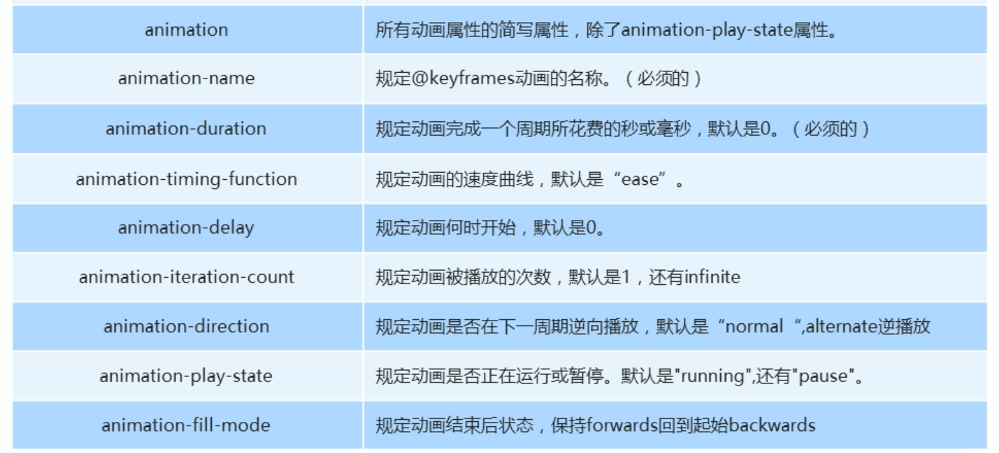 animation
所有动画属性的简写属性，除了animation-play-state属性。
animation-name
规定@keyframes动画的名称。（必须的）
animation-duration
规定动画完成一个周期所花费的秒或毫秒，默认是0。（必须的）
animation-timing-function
规定动画的速度曲线，默认是“ease”。
animation-delay
规定动画何时开始，默认是0。
animation-iteration-count
规定动画被播放的次数，默认是1，还有infinite
animation-direction
规定动画是否在下一周期逆向播放，默认是“normal “,alternate逆播放
animation-play-state
规定动画是否正在运行或暂停。默认是"running",还有"pause"。
animation-fill-mode
规定动画结束后状态，保持forwards回到起始backwards